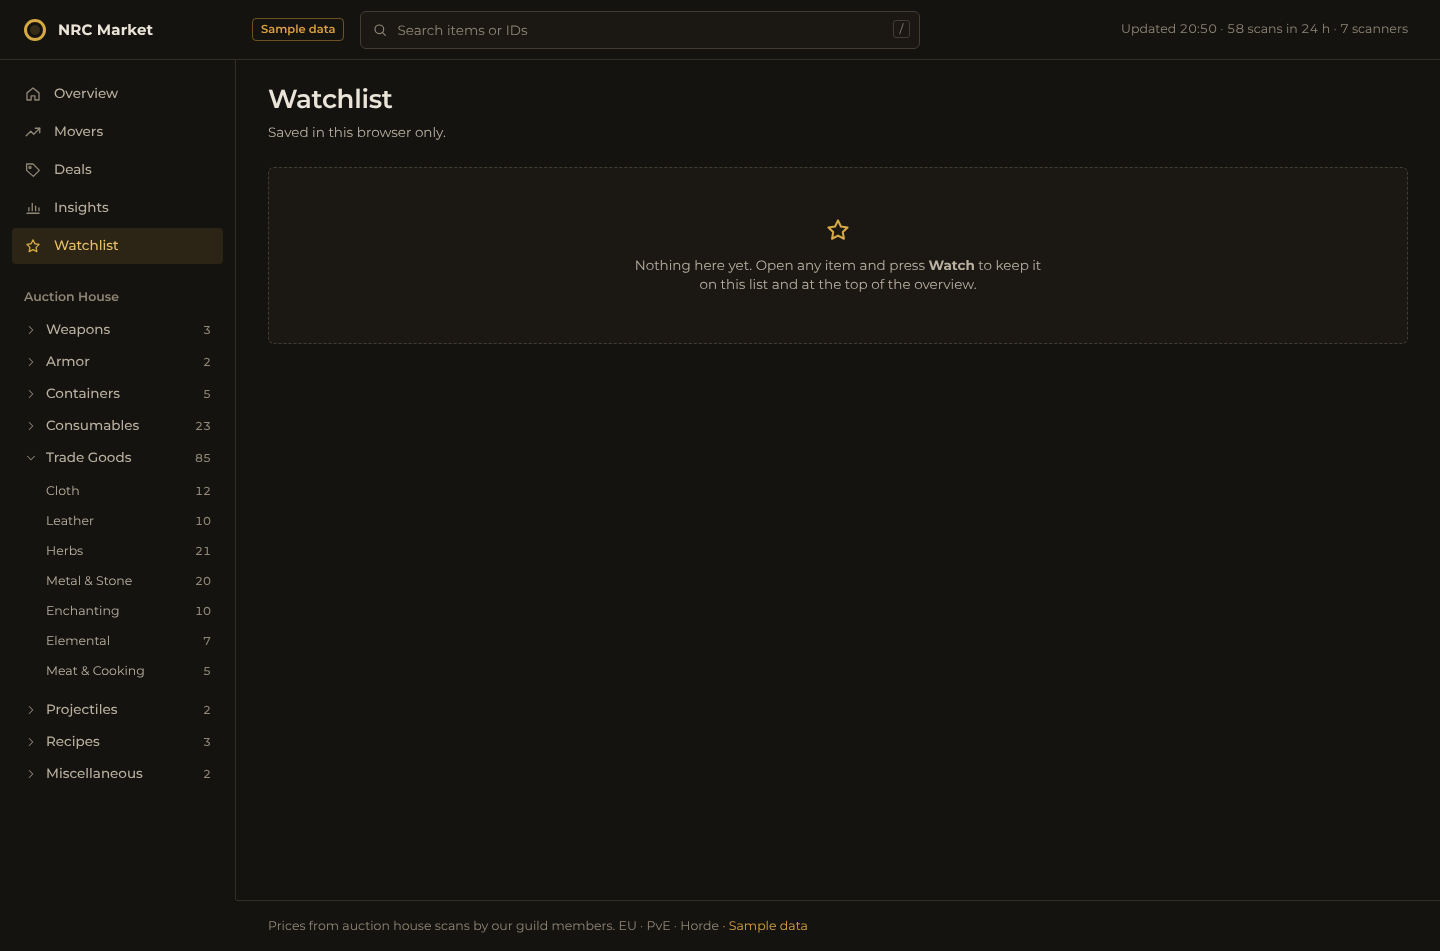 NRC Market
Sample data
Search items or IDs
/
Updated 20:50 · 58 scans in 24 h · 7 scanners
Overview
Movers
Deals
Insights
Watchlist
Auction House
Weapons 3
Armor 2
Containers 5
Consumables 23
Trade Goods 85
Cloth 12
Leather 10
Herbs 21
Metal & Stone 20
Enchanting 10
Elemental 7
Meat & Cooking 5
Projectiles 2
Recipes 3
Miscellaneous 2
Watchlist
Saved in this browser only.
Nothing here yet. Open any item and press Watch to keep it
on this list and at the top of the overview.
Prices from auction house scans by our guild members. EU · PvE · Horde · Sample data